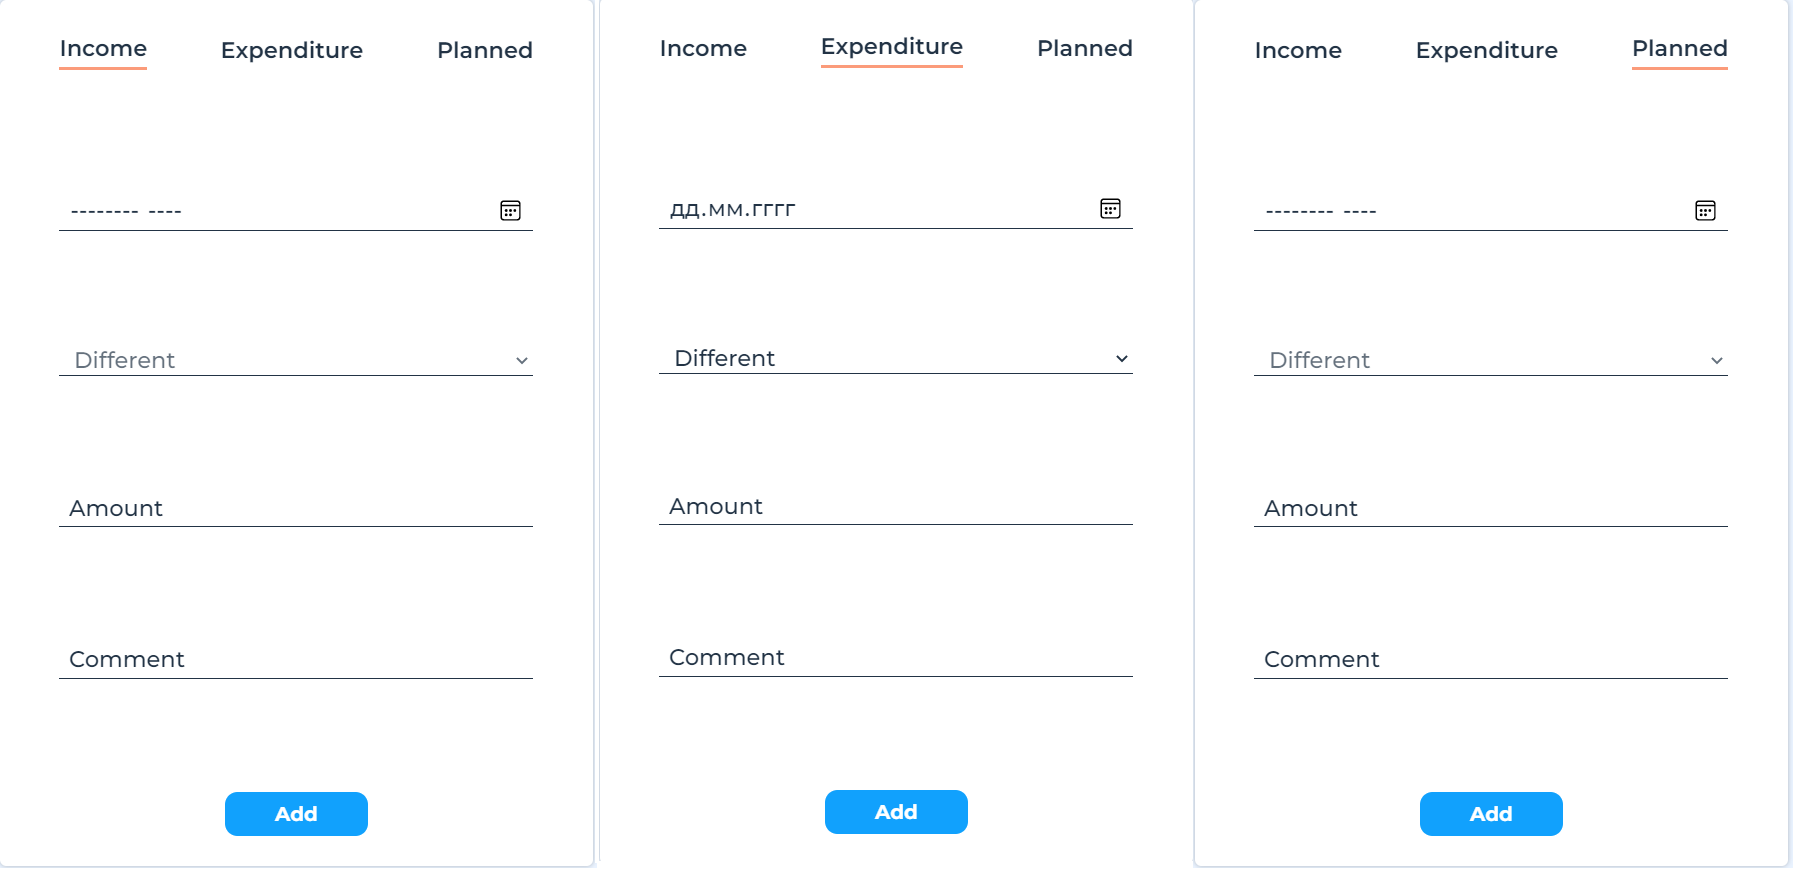 Income Expenditure Planned
-------- ----
Different
Amount
Comment
Add
Income Expenditure Planned
дд.мм.гггг
Different
Amount
Comment
Add
Income Expenditure Planned
-------- ----
Different
Amount
Comment
Add